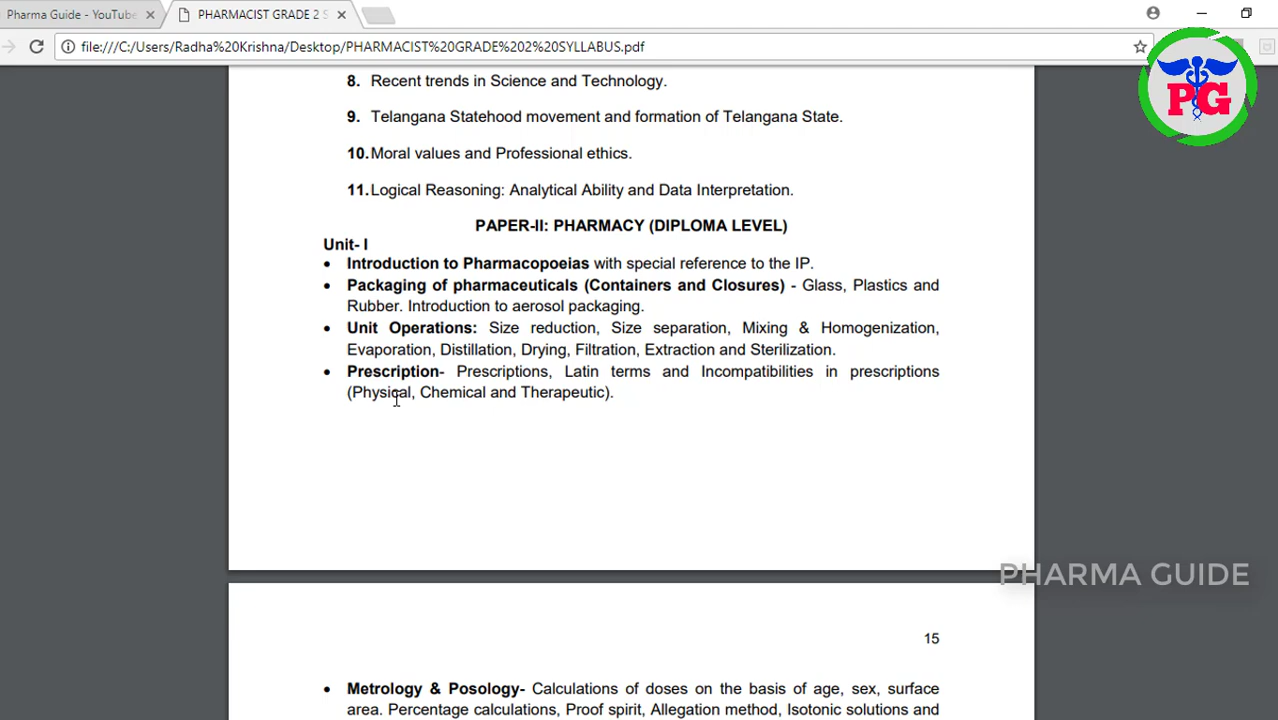 Pharma Guide - YouTube
PHARMACIST GRADE 2 S
file:///C:/Users/Radha%20Krishna/Desktop/PHARMACIST%20GRADE%202%20SYLLABUS.pdf
PG
8. Recent trends in Science and Technology.
9. Telangana Statehood movement and formation of Telangana State.
10. Moral values and Professional ethics.
11. Logical Reasoning: Analytical Ability and Data Interpretation.
PAPER-II: PHARMACY (DIPLOMA LEVEL)
Unit- I
• Introduction to Pharmacopoeias with special reference to the IP.
• Packaging of pharmaceuticals (Containers and Closures) - Glass, Plastics and
Rubber. Introduction to aerosol packaging.
• Unit Operations: Size reduction, Size separation, Mixing & Homogenization,
Evaporation, Distillation, Drying, Filtration, Extraction and Sterilization.
• Prescription- Prescriptions, Latin terms and Incompatibilities in prescriptions
(Physical, Chemical and Therapeutic).
PHARMA GUIDE
15
• Metrology & Posology- Calculations of doses on the basis of age, sex, surface
area. Percentage calculations, Proof spirit, Allegation method, Isotonic solutions and